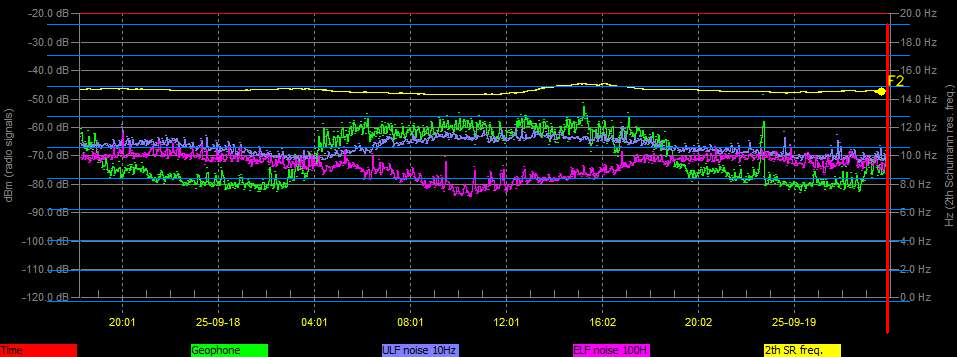 -20.0 dB 20.0 Hz
-30.0 dB 18.0 Hz
-40.0 dB 16.0 Hz
F2
-50.0 dB 14.0 Hz
-60.0 dB 12.0 Hz
-70.0 dB 10.0 Hz
-80.0 dB 8.0 Hz
-90.0 dB 6.0 Hz
-100.0 dB 4.0 Hz
-110.0 dB 2.0 Hz
-120.0 dB 0.0 Hz
dBm (radio signals)
Hz (2th Schumann res. freq.)
20:01 25-09-18 04:01 08:01 12:01 16:02 20:02 25-09-19
Time Geophone ULF noise 10Hz ELF noise 100H 2th SR freq.